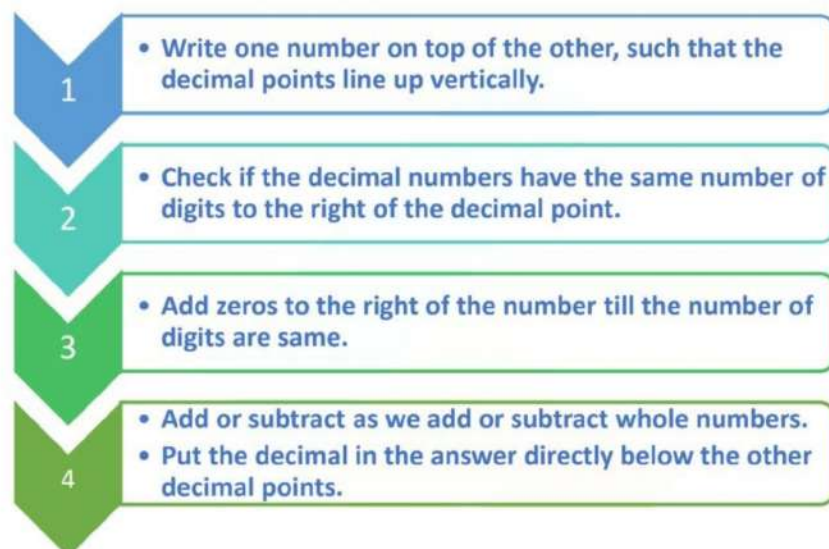 1
• Write one number on top of the other, such that the
decimal points line up vertically.
2
• Check if the decimal numbers have the same number of
digits to the right of the decimal point.
3
• Add zeros to the right of the number till the number of
digits are same.
4
• Add or subtract as we add or subtract whole numbers.
• Put the decimal in the answer directly below the other
decimal points.